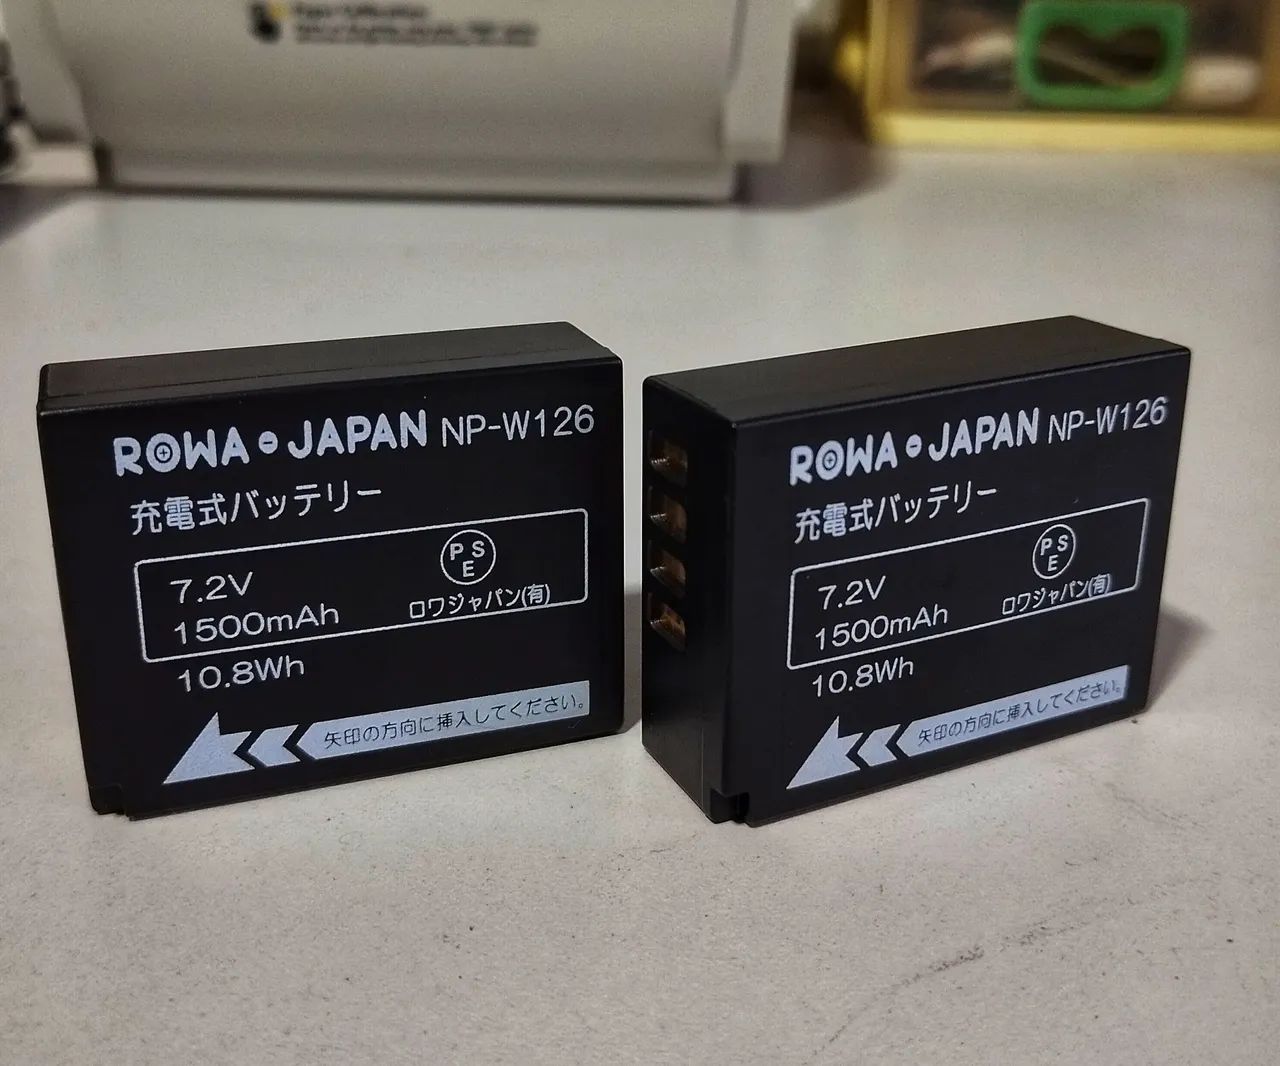 ROWA JAPAN NP-W126
充電式バッテリー
7.2V
1500mAh
PSE
ロワジャパン(有)
10.8Wh
矢印の方向に挿入してください。
ROWA JAPAN NP-W126
充電式バッテリー
7.2V
1500mAh
PSE
ロワジャパン(有)
10.8Wh
矢印の方向に挿入してください。